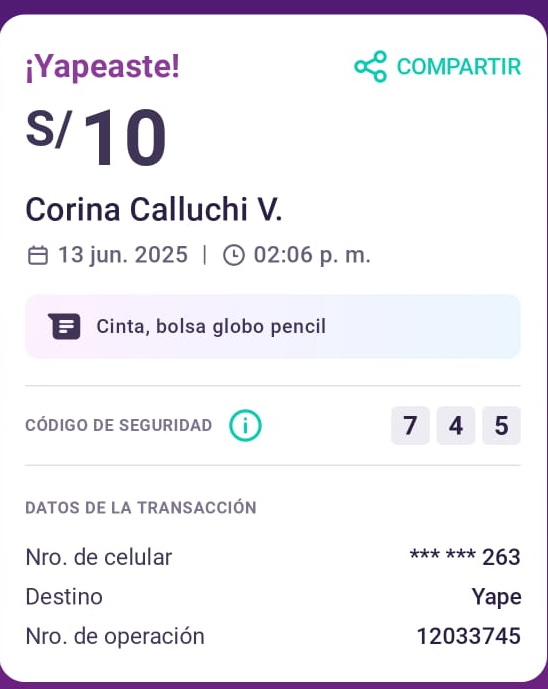 ¡Yapeaste!
COMPARTIR
S/ 10
Corina Calluchi V.
13 jun. 2025 | 02:06 p. m.
Cinta, bolsa globo pencil
CÓDIGO DE SEGURIDAD
7 4 5
DATOS DE LA TRANSACCIÓN
Nro. de celular *** *** 263
Destino Yape
Nro. de operación 12033745